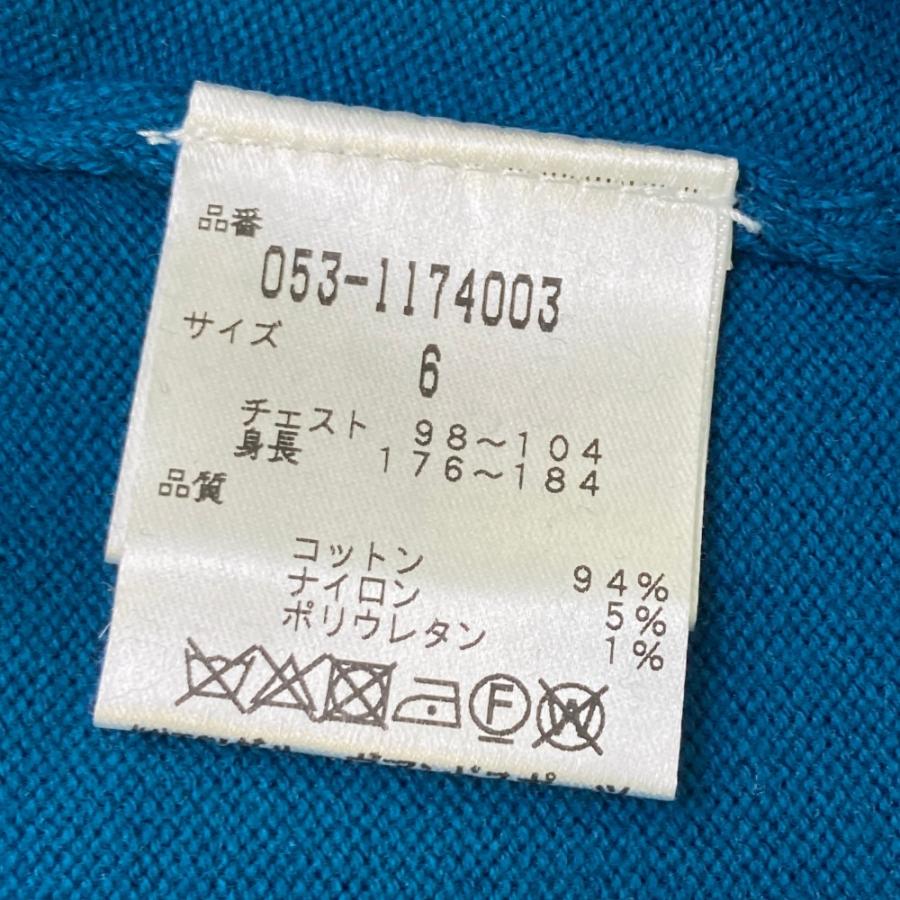 品番
053-1174003
サイズ
6
チェスト 98～104
身長 176～184
品質
コットン 94%
ナイロン 5%
ポリウレタン 1%
F W